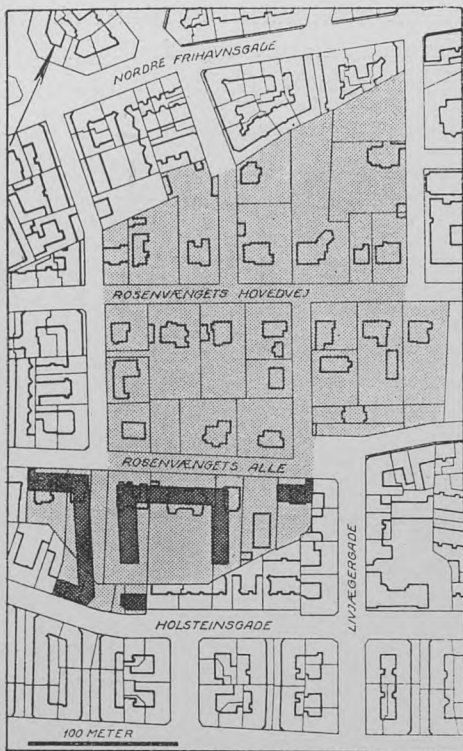 NORDRE FRIHAVNSGADE
ROSENVÆNGETS HOVEDVEJ
ROSENVÆNGETS ALLE
LIVJÆGERGADE
HOLSTEINSGADE
100 METER